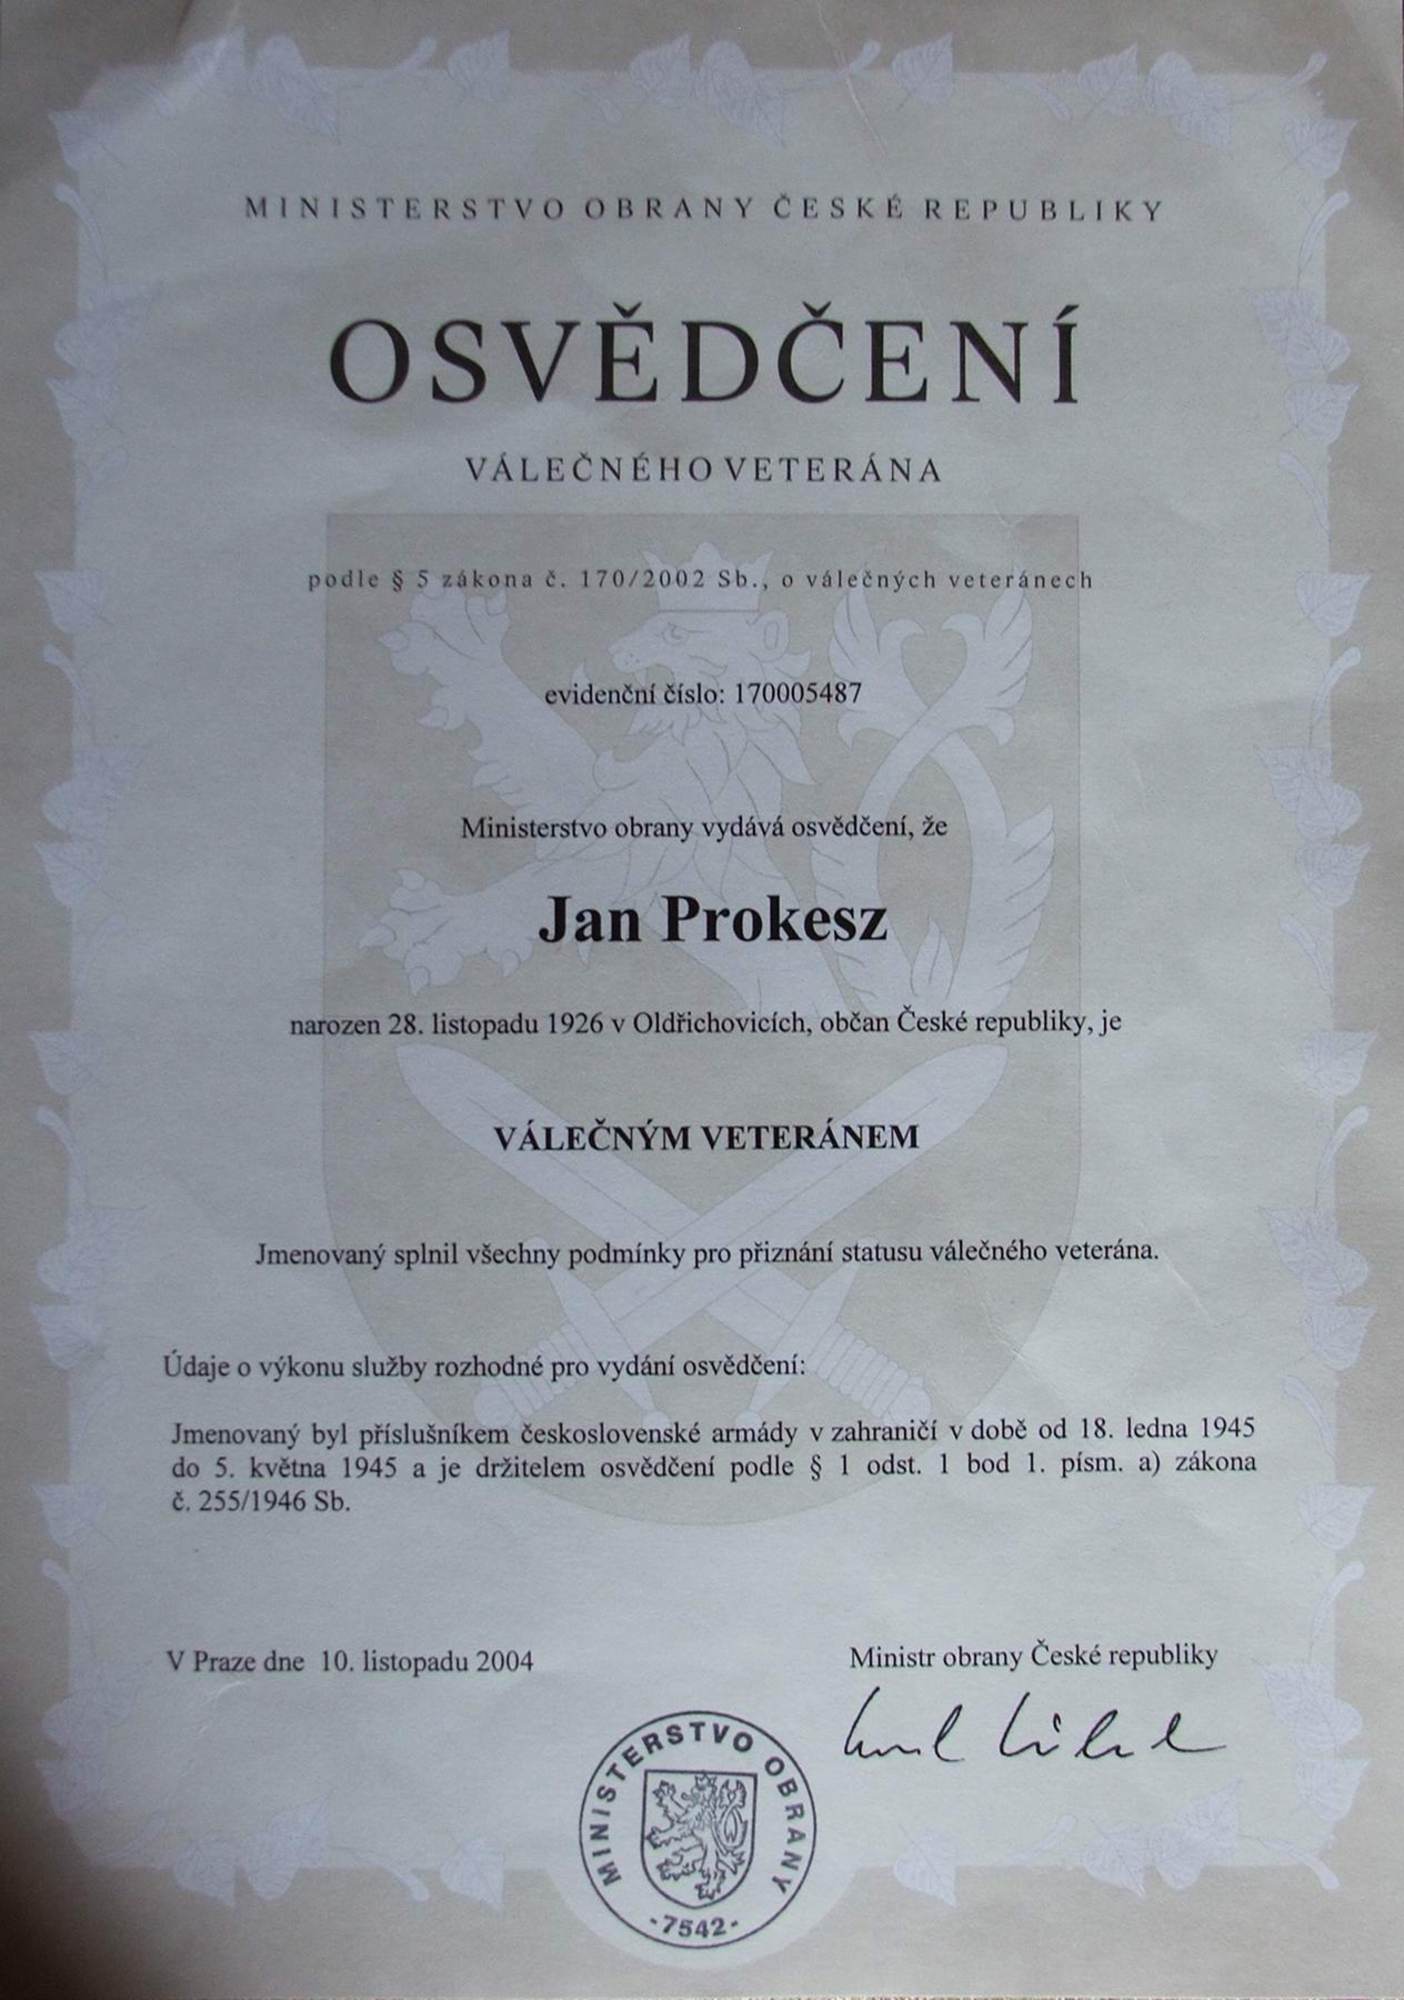 MINISTERSTVO OBRANY ČESKÉ REPUBLIKY
OSVĚDČENÍ
VÁLEČNÉHO VETERÁNA
podle § 5 zákona č. 170/2002 Sb., o válečných veteránech
evidenční číslo: 170005487
Ministerstvo obrany vydává osvědčení, že
Jan Prokesz
narozen 28. listopadu 1926 v Oldřichovicích, občan České republiky, je
VÁLEČNÝM VETERÁNEM
Jmenovaný splnil všechny podmínky pro přiznání statusu válečného veterána.
Údaje o výkonu služby rozhodné pro vydání osvědčení:
Jmenovaný byl příslušníkem československé armády v zahraničí v době od 18. ledna 1945
do 5. května 1945 a je držitelem osvědčení podle § 1 odst. 1 bod 1. písm. a) zákona
č. 255/1946 Sb.
V Praze dne 10. listopadu 2004
Ministr obrany České republiky
MINISTERSTVO OBRANY
-7542-